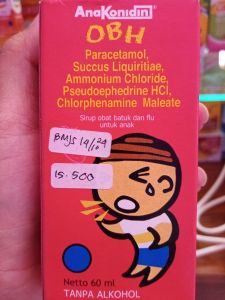 AnaKonidin
OBH
Paracetamol,
Succus Liquiritiae,
Ammonium Chloride,
Pseudoephedrine HCl,
Chlorphenamine Maleate
Sirup obat batuk dan flu
untuk anak
15.500
Netto 60 ml
TANPA ALKOHOL